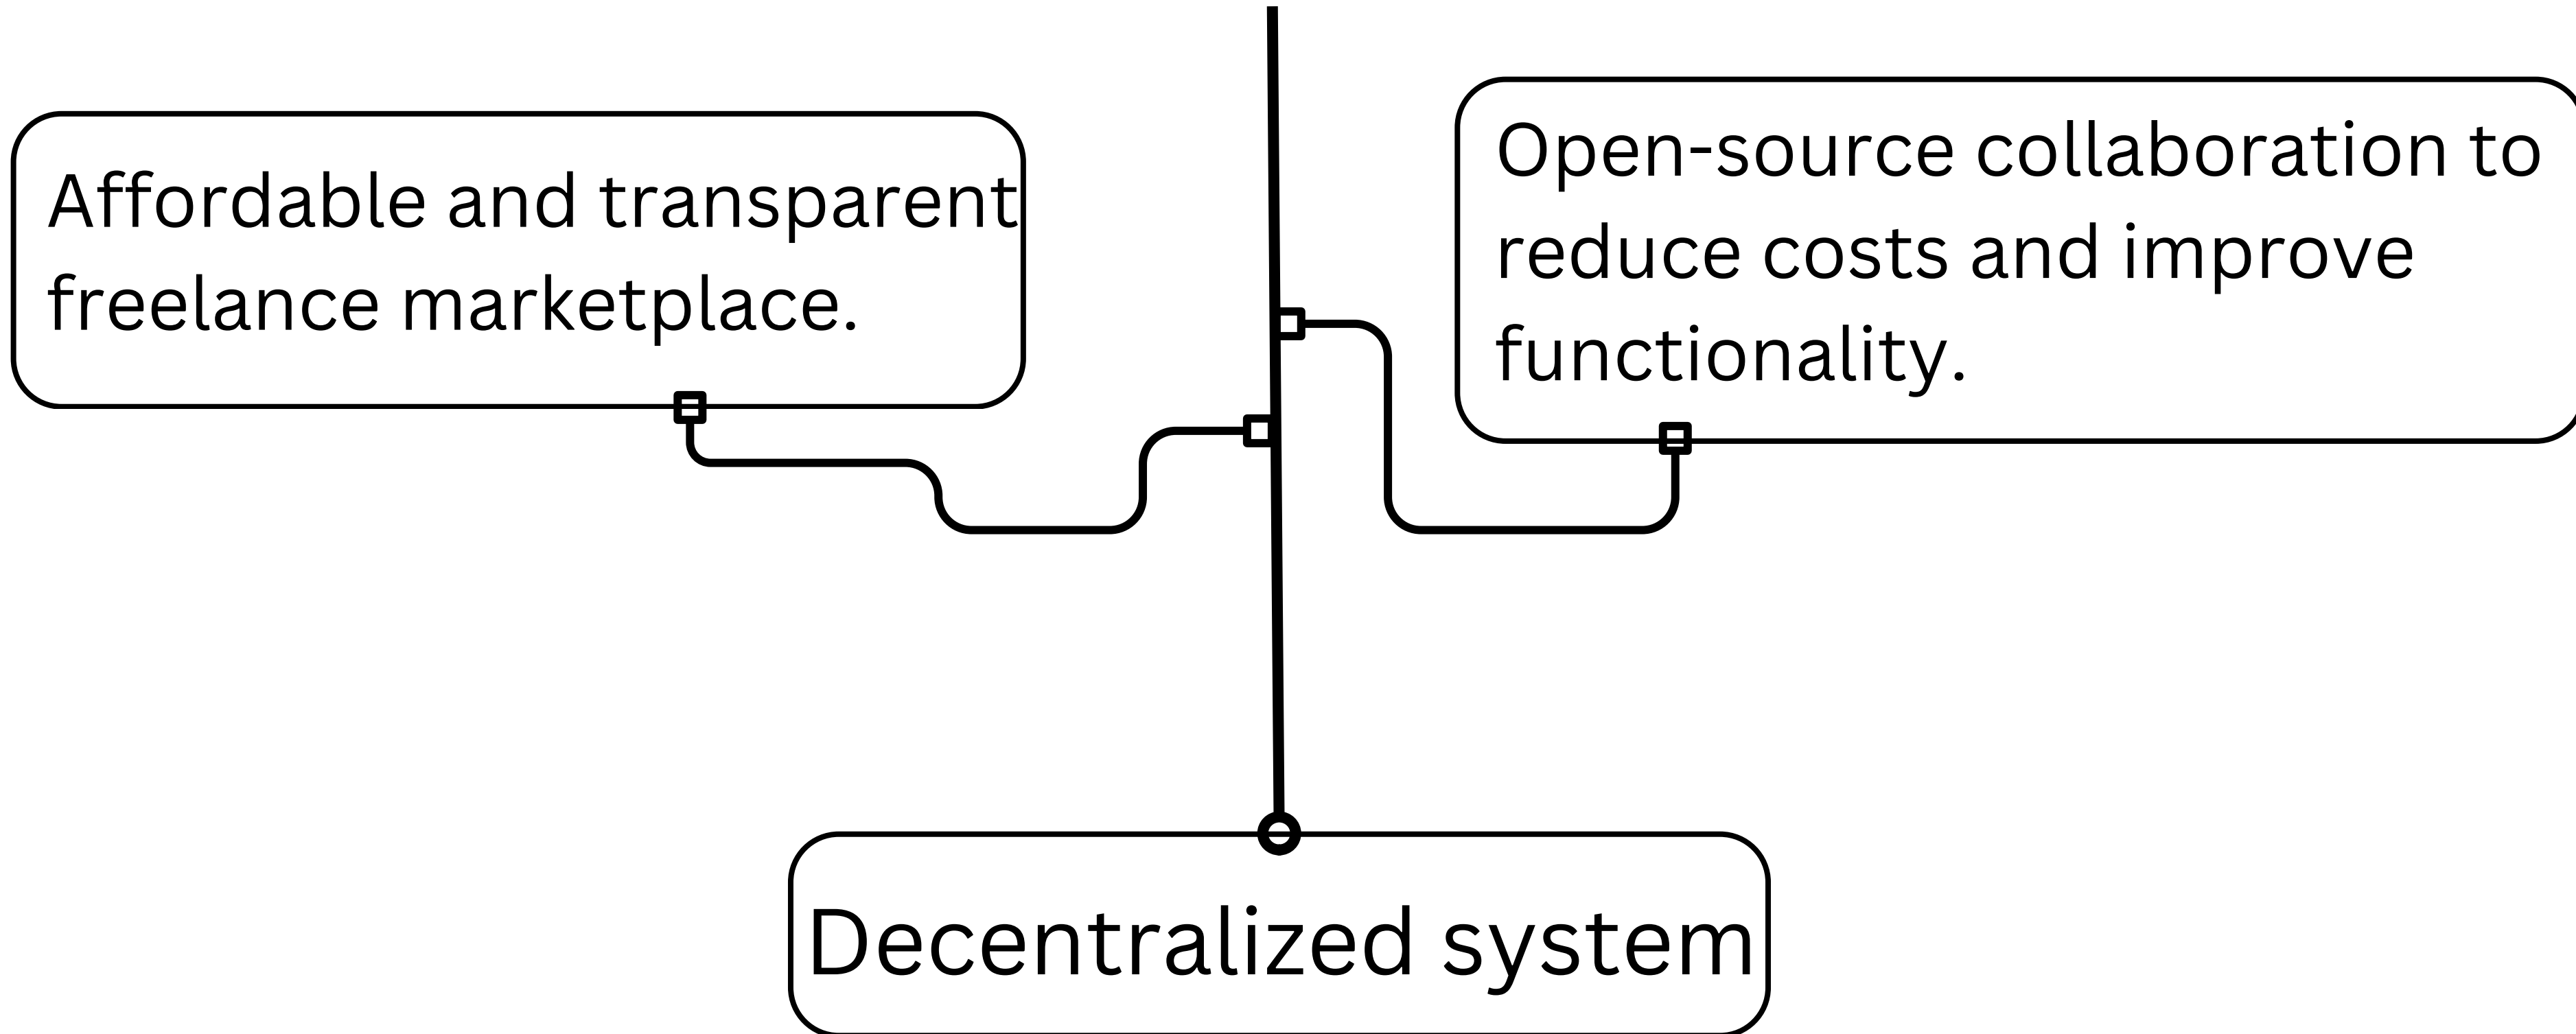 Affordable and transparent
freelance marketplace.
Open-source collaboration to
reduce costs and improve
functionality.
Decentralized system